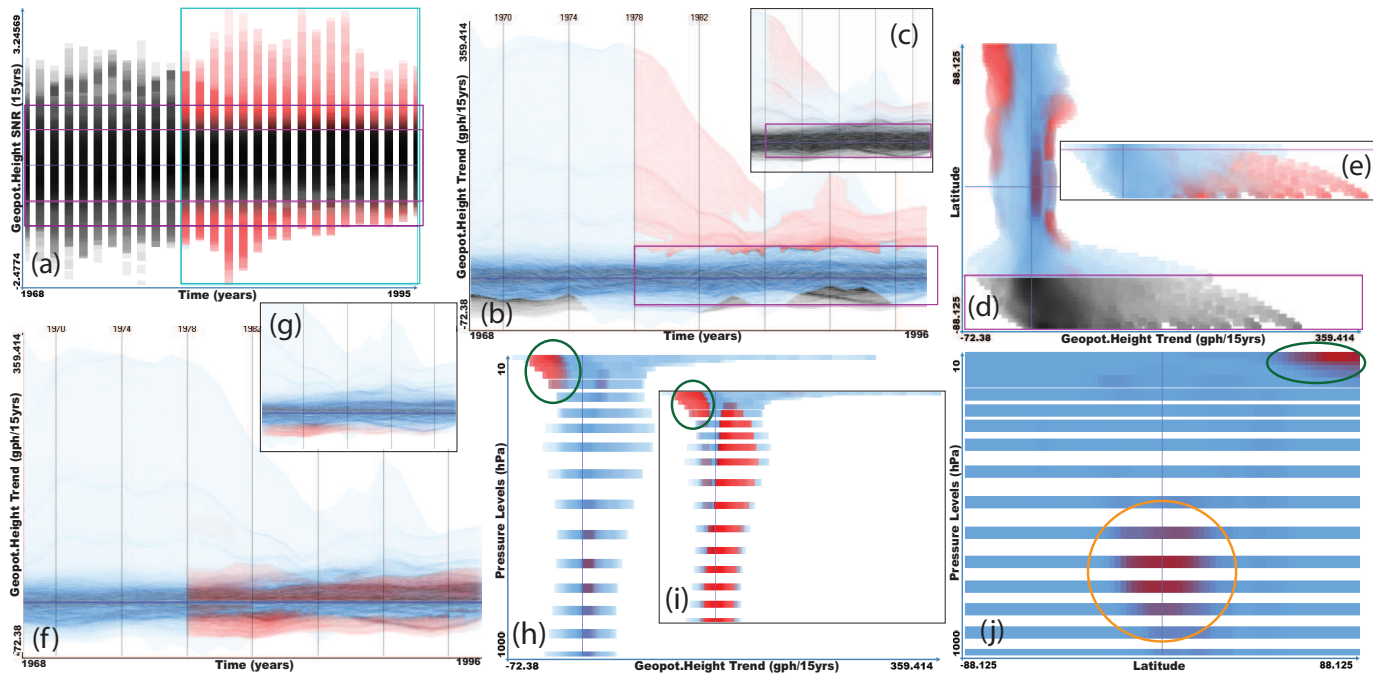 3.24569
Geopot.Height SNR (15yrs)
-2.4774
(a)
1968
Time (years)
1995
1970
1974
1978
1982
359.414
Geopot.Height Trend (gph/15yrs)
-72.38
(b)
(c)
1968
Time (years)
1996
88.125
Latitude
-88.125
(d)
(e)
-72.38
Geopot.Height Trend (gph/15yrs)
359.414
1970
1974
1978
1982
359.414
Geopot.Height Trend (gph/15yrs)
-72.38
(f)
(g)
1968
Time (years)
1996
10
Pressure Levels (hPa)
1000
(h)
(i)
-72.38
Geopot.Height Trend (gph/15yrs)
359.414
10
Pressure Levels (hPa)
1000
(j)
-88.125
Latitude
88.125